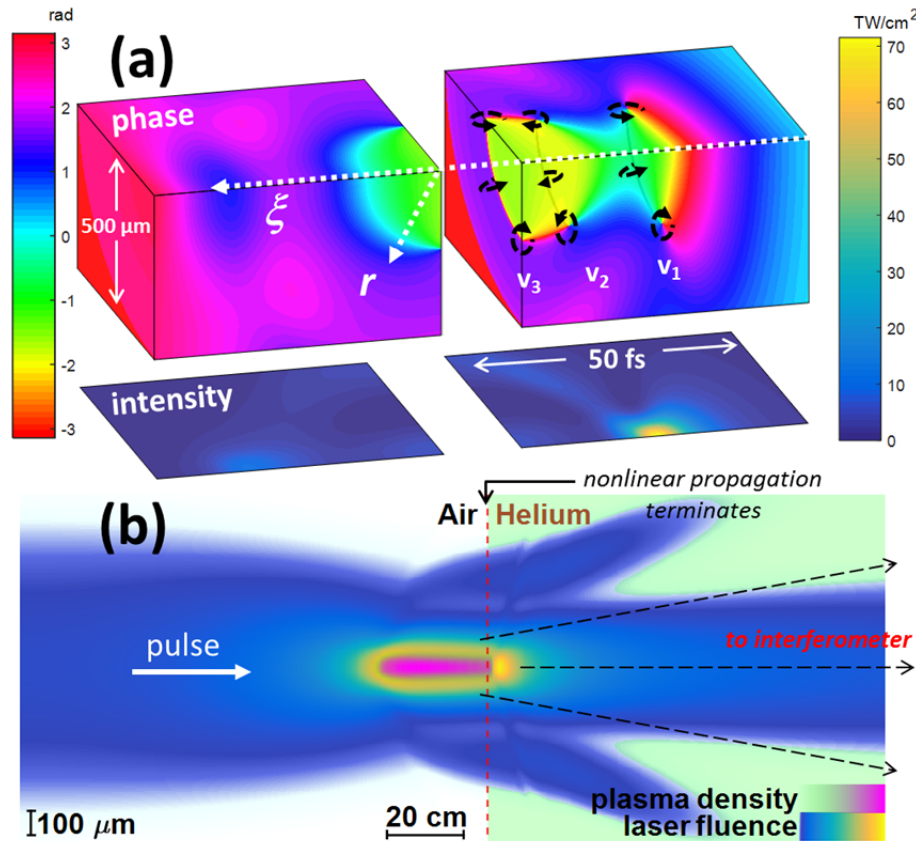 rad
TW/cm²
(a)
phase
3
2
1
0
-1
-2
-3
500 µm
ξ
r
v₃
v₂
v₁
70
60
50
40
30
20
10
0
intensity
50 fs
nonlinear propagation
terminates
(b)
Air
Helium
pulse
to interferometer
100 µm
20 cm
plasma density
laser fluence